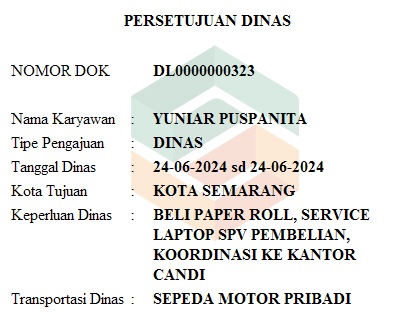 PERSETUJUAN DINAS
NOMOR DOK DL0000000323
Nama Karyawan : YUNIAR PUSPANITA
Tipe Pengajuan : DINAS
Tanggal Dinas : 24-06-2024 sd 24-06-2024
Kota Tujuan : KOTA SEMARANG
Keperluan Dinas : BELI PAPER ROLL, SERVICE
LAPTOP SPV PEMBELIAN,
KOORDINASI KE KANTOR
CANDI
Transportasi Dinas : SEPEDA MOTOR PRIBADI